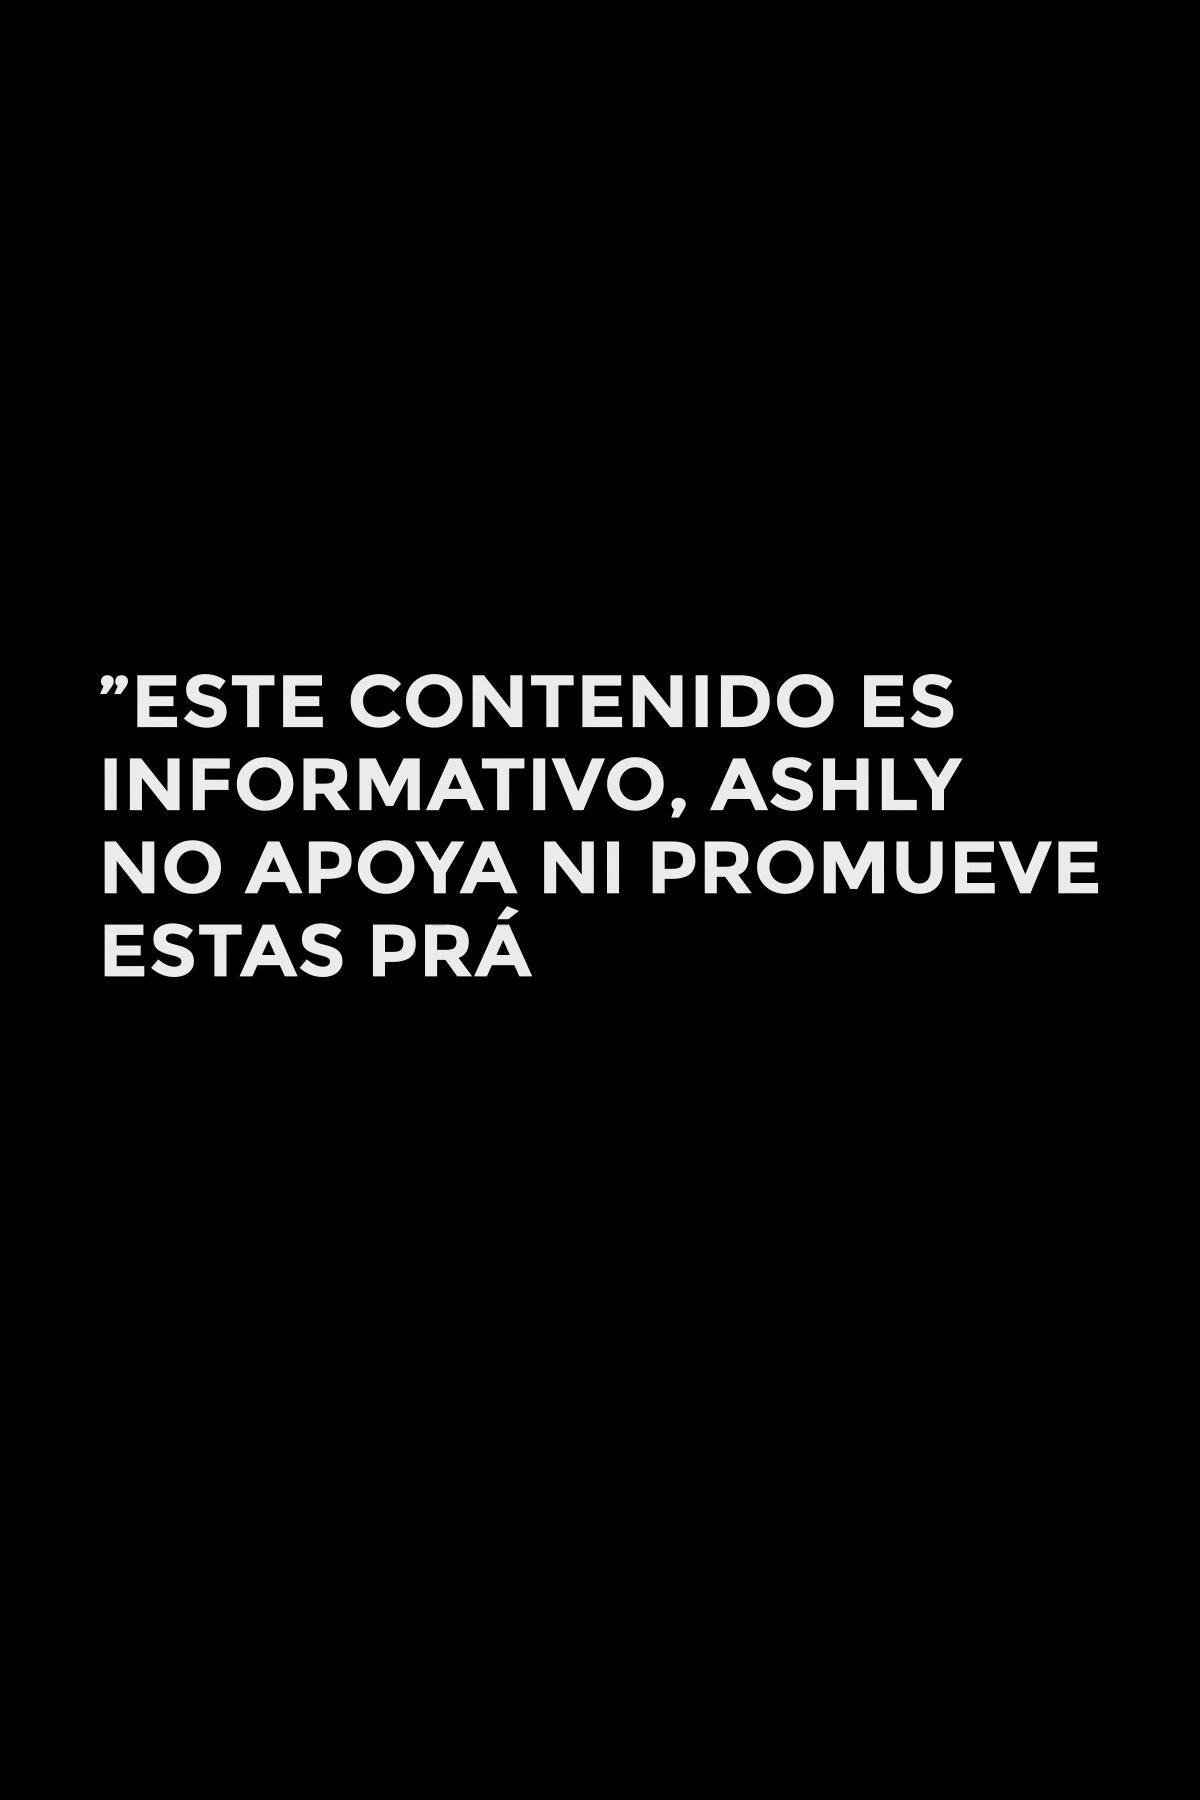 ”ESTE CONTENIDO ES
INFORMATIVO, ASHLY
NO APOYA NI PROMUEVE
ESTAS PRÁ